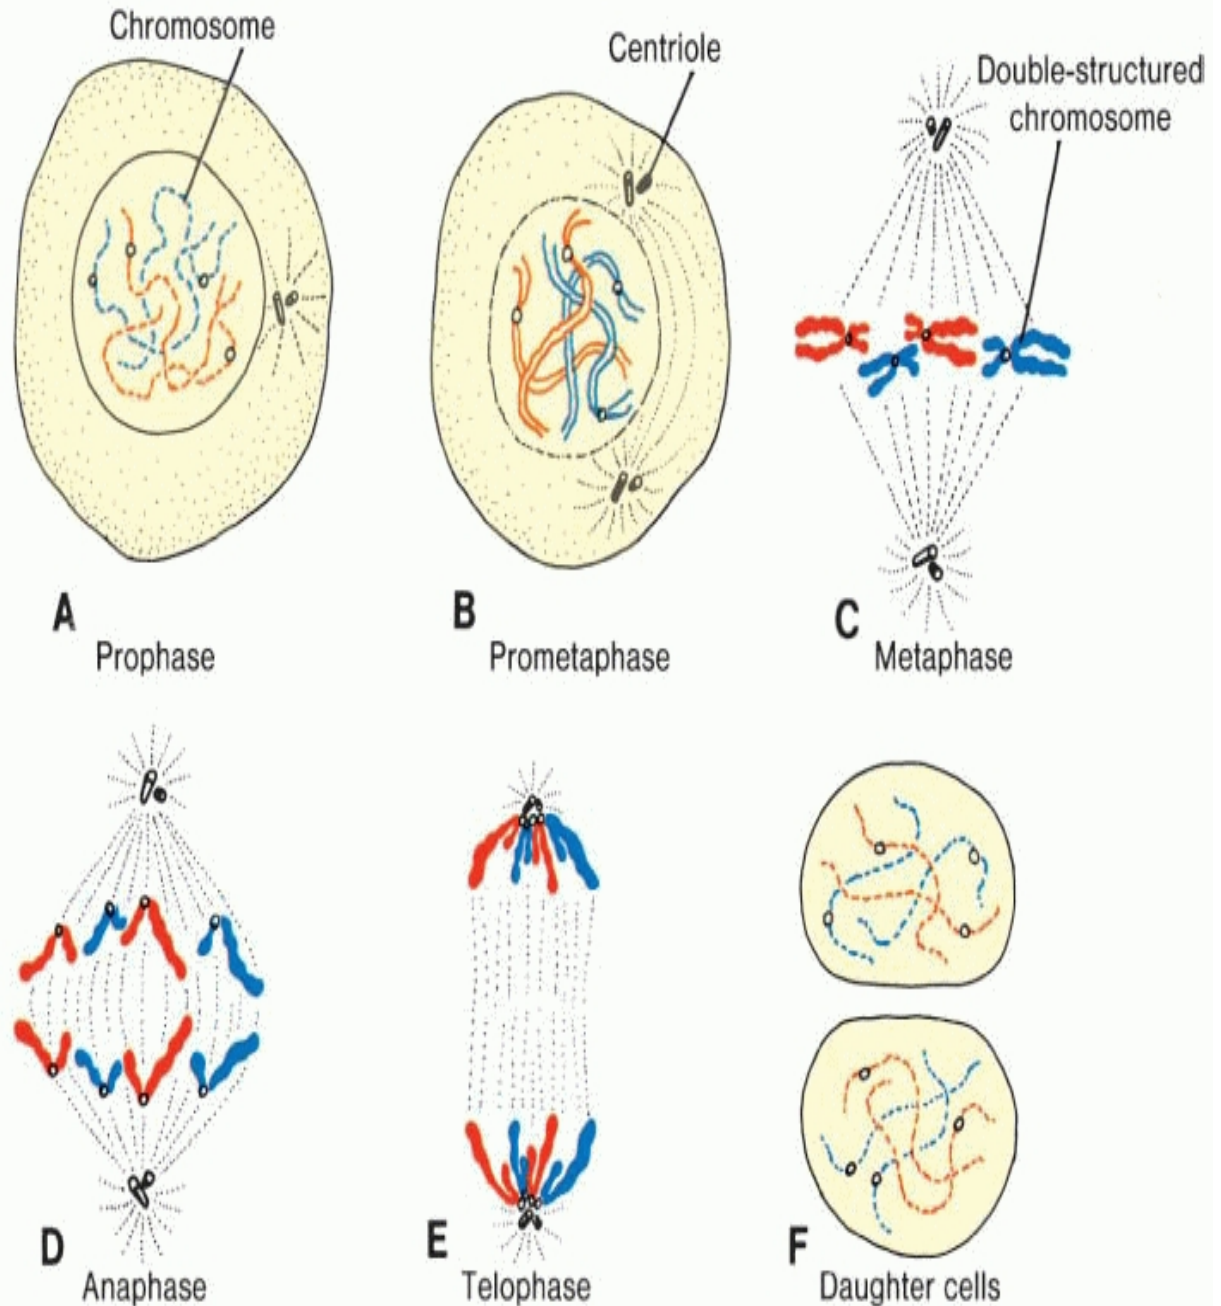 Chromosome
Centriole
Double-structured
chromosome
A
Prophase
B
Prometaphase
C
Metaphase
D
Anaphase
E
Telophase
F
Daughter cells